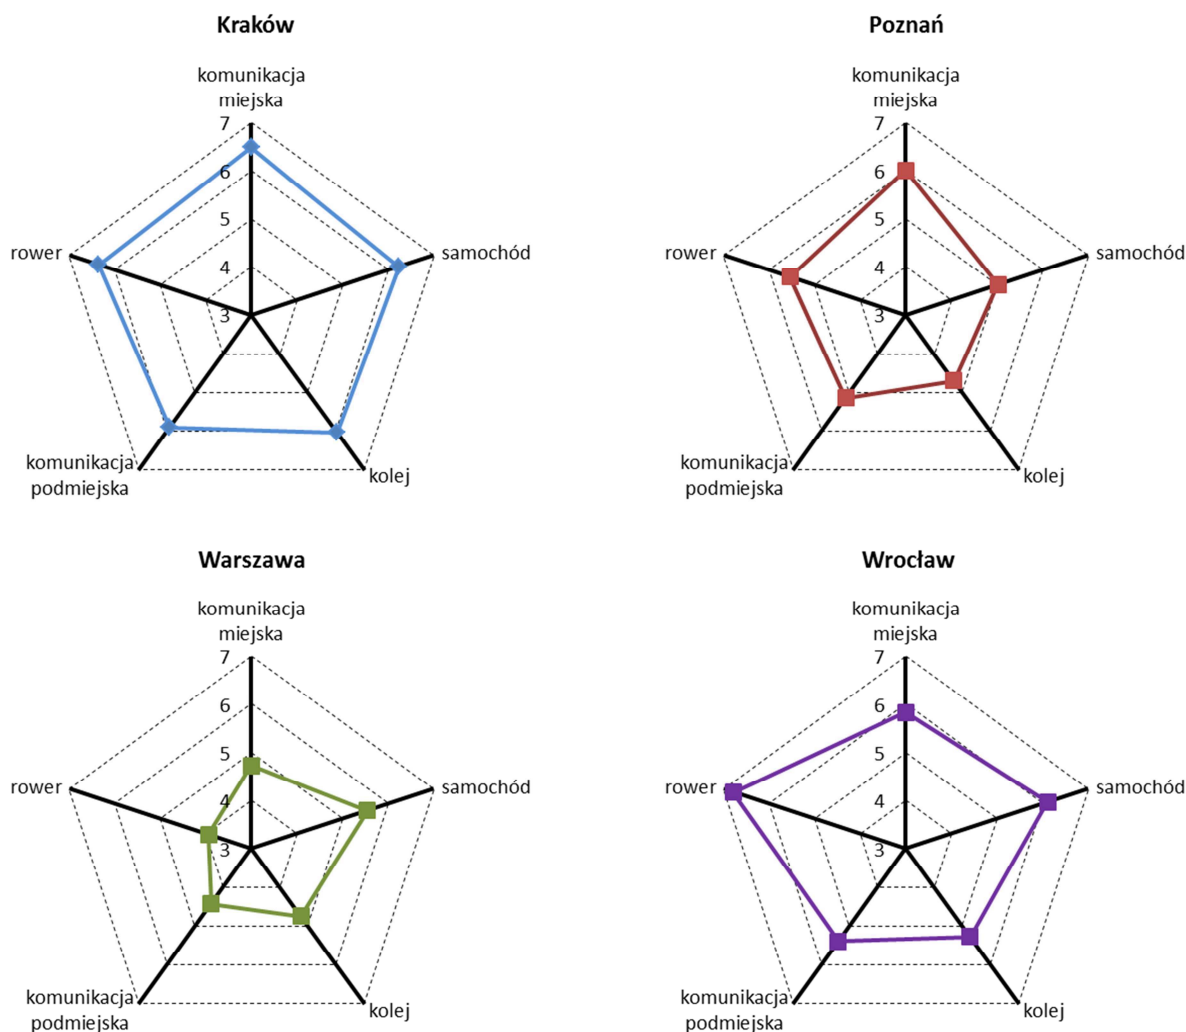 Kraków
komunikacja
miejska
7
6
5
4
3
rower
samochód
komunikacja
podmiejska
kolej
Poznań
komunikacja
miejska
7
6
5
4
3
rower
samochód
komunikacja
podmiejska
kolej
Warszawa
komunikacja
miejska
7
6
5
4
3
rower
samochód
komunikacja
podmiejska
kolej
Wrocław
komunikacja
miejska
7
6
5
4
3
rower
samochód
komunikacja
podmiejska
kolej